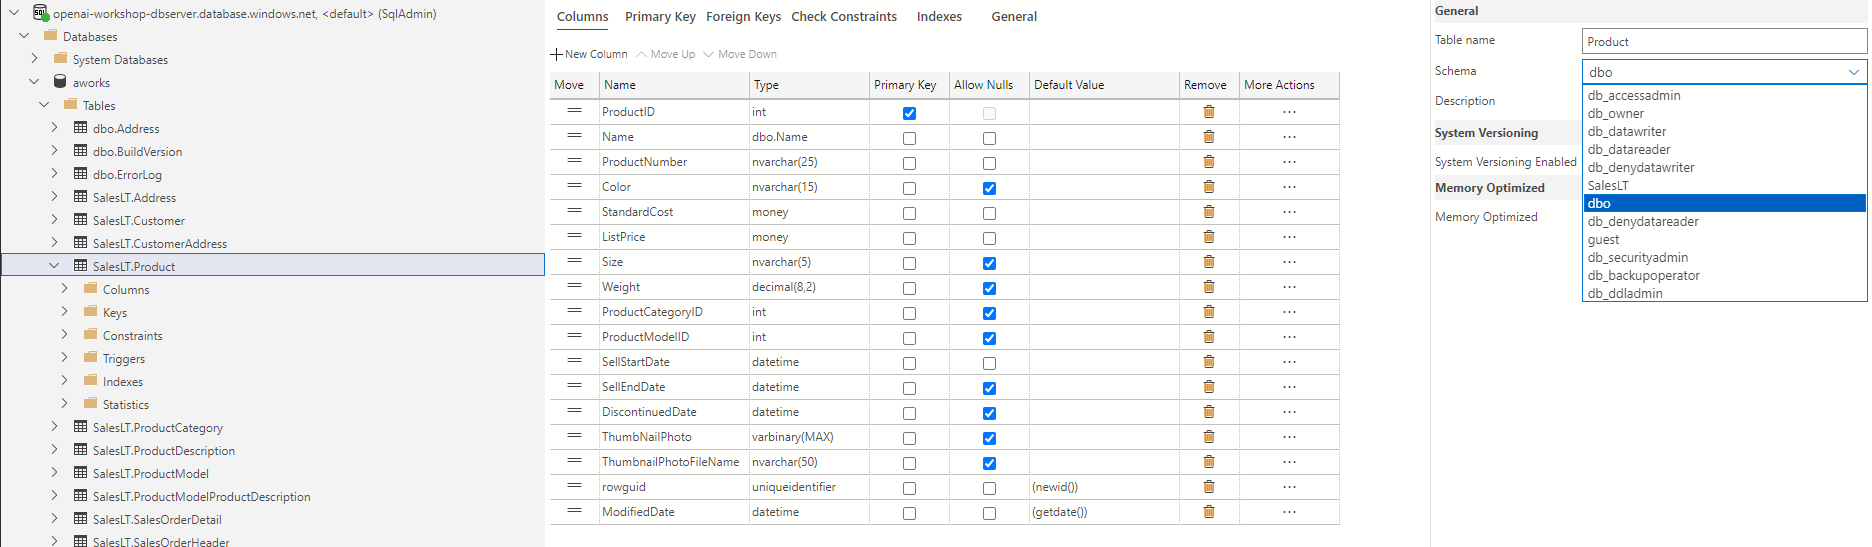 openai-workshop-dbserver.database.windows.net, <default> (SqlAdmin)
Databases
System Databases
aworks
Tables
dbo.Address
dbo.BuildVersion
dbo.ErrorLog
SalesLT.Address
SalesLT.Customer
SalesLT.CustomerAddress
SalesLT.Product
Columns
Keys
Constraints
Triggers
Indexes
Statistics
SalesLT.ProductCategory
SalesLT.ProductDescription
SalesLT.ProductModel
SalesLT.ProductModelProductDescription
SalesLT.SalesOrderDetail
SalesLT.SalesOrderHeader
Columns Primary Key Foreign Keys Check Constraints Indexes General
New Column Move Up Move Down
Move Name Type Primary Key Allow Nulls Default Value Remove More Actions
ProductID int
Name dbo.Name
ProductNumber nvarchar(25)
Color nvarchar(15)
StandardCost money
ListPrice money
Size nvarchar(5)
Weight decimal(8,2)
ProductCategoryID int
ProductModelID int
SellStartDate datetime
SellEndDate datetime
DiscontinuedDate datetime
ThumbNailPhoto varbinary(MAX)
ThumbnailPhotoFileName nvarchar(50)
rowguid uniqueidentifier (newid())
ModifiedDate datetime (getdate())
General
Table name Product
Schema dbo
Description
System Versioning
System Versioning Enabled
Memory Optimized
Memory Optimized
db_accessadmin
db_owner
db_datawriter
db_datareader
db_denydatawriter
SalesLT
dbo
db_denydatareader
guest
db_securityadmin
db_backupoperator
db_ddladmin